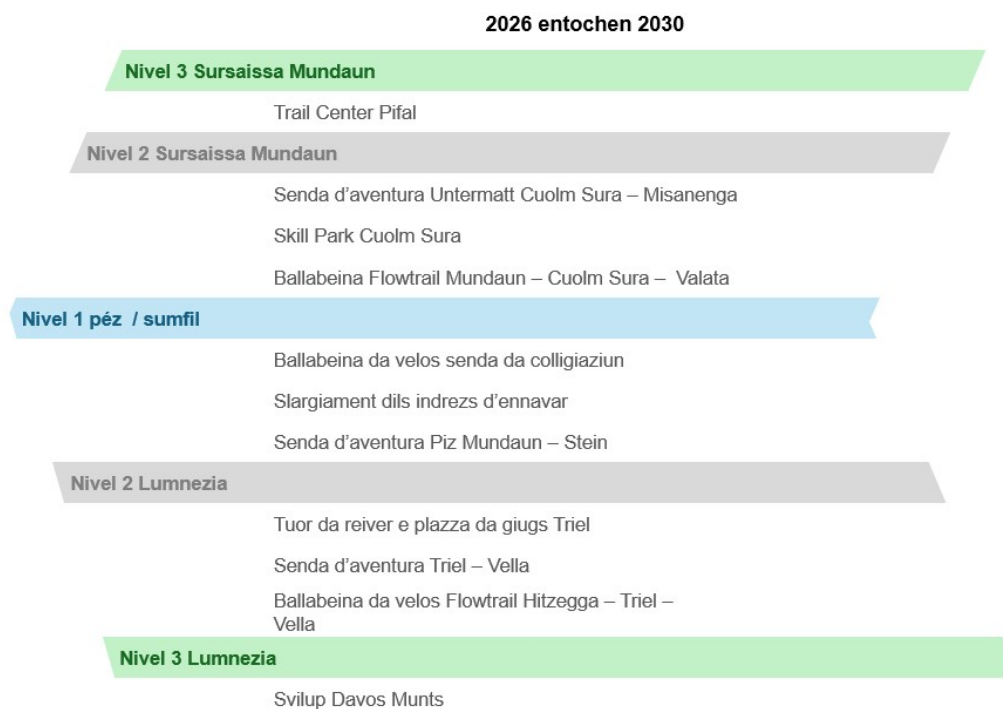 2026 entochen 2030
Nivel 3 Sursaissa Mundaun
Trail Center Pifal
Nivel 2 Sursaissa Mundaun
Senda d’aventura Untermatt Cuolm Sura – Misanenga
Skill Park Cuolm Sura
Ballabeina Flowtrail Mundaun – Cuolm Sura – Valata
Nivel 1 péz / sumfil
Ballabeina da velos senda da colligiaziun
Slargiament dils indrezs d’ennavar
Senda d’aventura Piz Mundaun – Stein
Nivel 2 Lumnezia
Tuor da reiver e plazza da giugs Triel
Senda d’aventura Triel – Vella
Ballabeina da velos Flowtrail Hitzegga – Triel –
Vella
Nivel 3 Lumnezia
Svilup Davos Munts